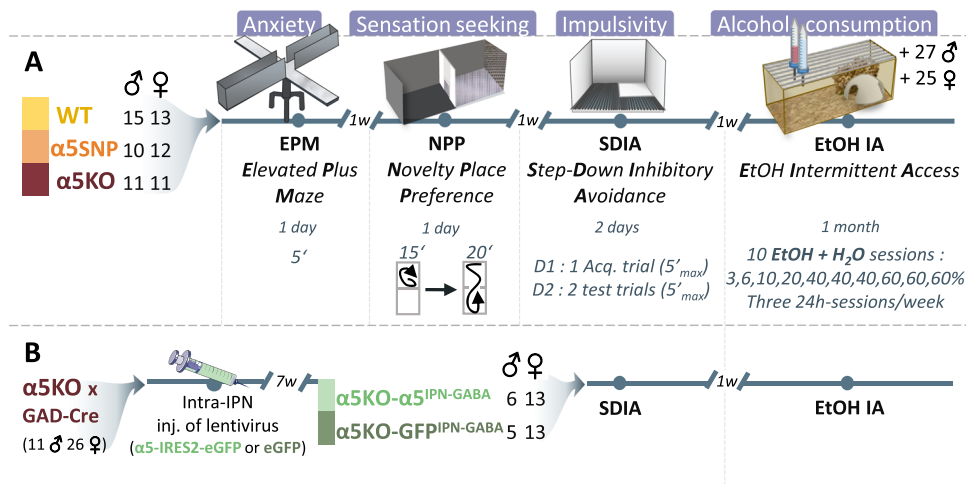 Anxiety
Sensation seeking
Impulsivity
Alcohol consumption
A
♂ ♀
WT 15 13
α5SNP 10 12
α5KO 11 11
+ 27 ♂
+ 25 ♀
1w
1w
1w
EPM
Elevated Plus
Maze
1 day
5‘
NPP
Novelty Place
Preference
1 day
15‘ 20‘
SDIA
Step-Down Inhibitory
Avoidance
2 days
D1 : 1 Acq. trial (5’max)
D2 : 2 test trials (5’max)
EtOH IA
EtOH Intermittent Access
1 month
10 EtOH + H2O sessions :
3,6,10,20,40,40,40,60,60,60%
Three 24h-sessions/week
B
α5KO x
GAD-Cre
(11 ♂ 26 ♀)
Intra-IPN
inj. of lentivirus
(α5-IRES2-eGFP or eGFP)
7w
♂ ♀
α5KO-α5IPN-GABA 6 13
α5KO-GFPIPN-GABA 5 13
SDIA
1w
EtOH IA